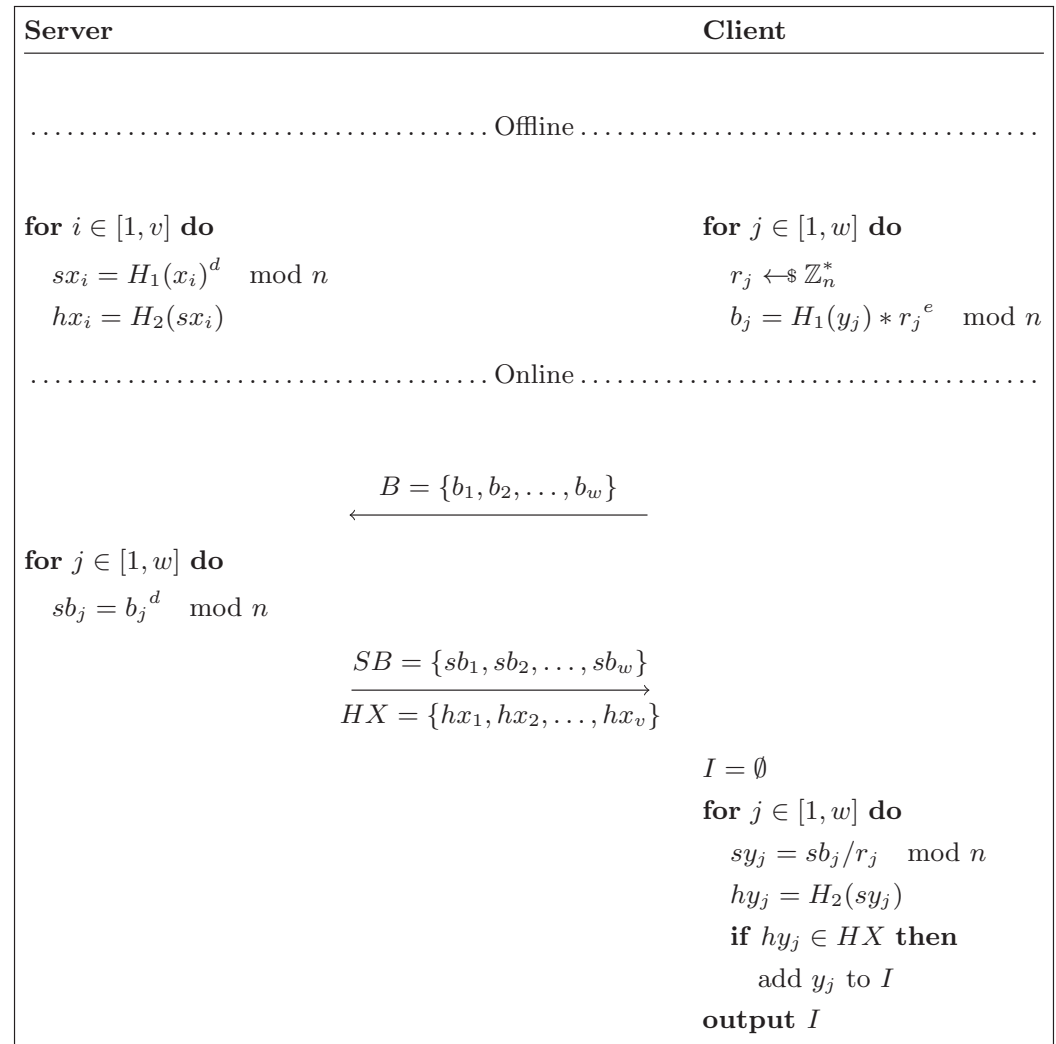 Server Client
Offline
for i ∈ [1, v] do for j ∈ [1, w] do
sx_i = H_1(x_i)^d mod n r_j ←$ ℤ_n^*
hx_i = H_2(sx_i) b_j = H_1(y_j) * r_j^e mod n
Online
B = {b_1, b_2, . . . , b_w}
for j ∈ [1, w] do
sb_j = b_j^d mod n
SB = {sb_1, sb_2, . . . , sb_w}
HX = {hx_1, hx_2, . . . , hx_v}
I = ∅
for j ∈ [1, w] do
sy_j = sb_j/r_j mod n
hy_j = H_2(sy_j)
if hy_j ∈ HX then
add y_j to I
output I